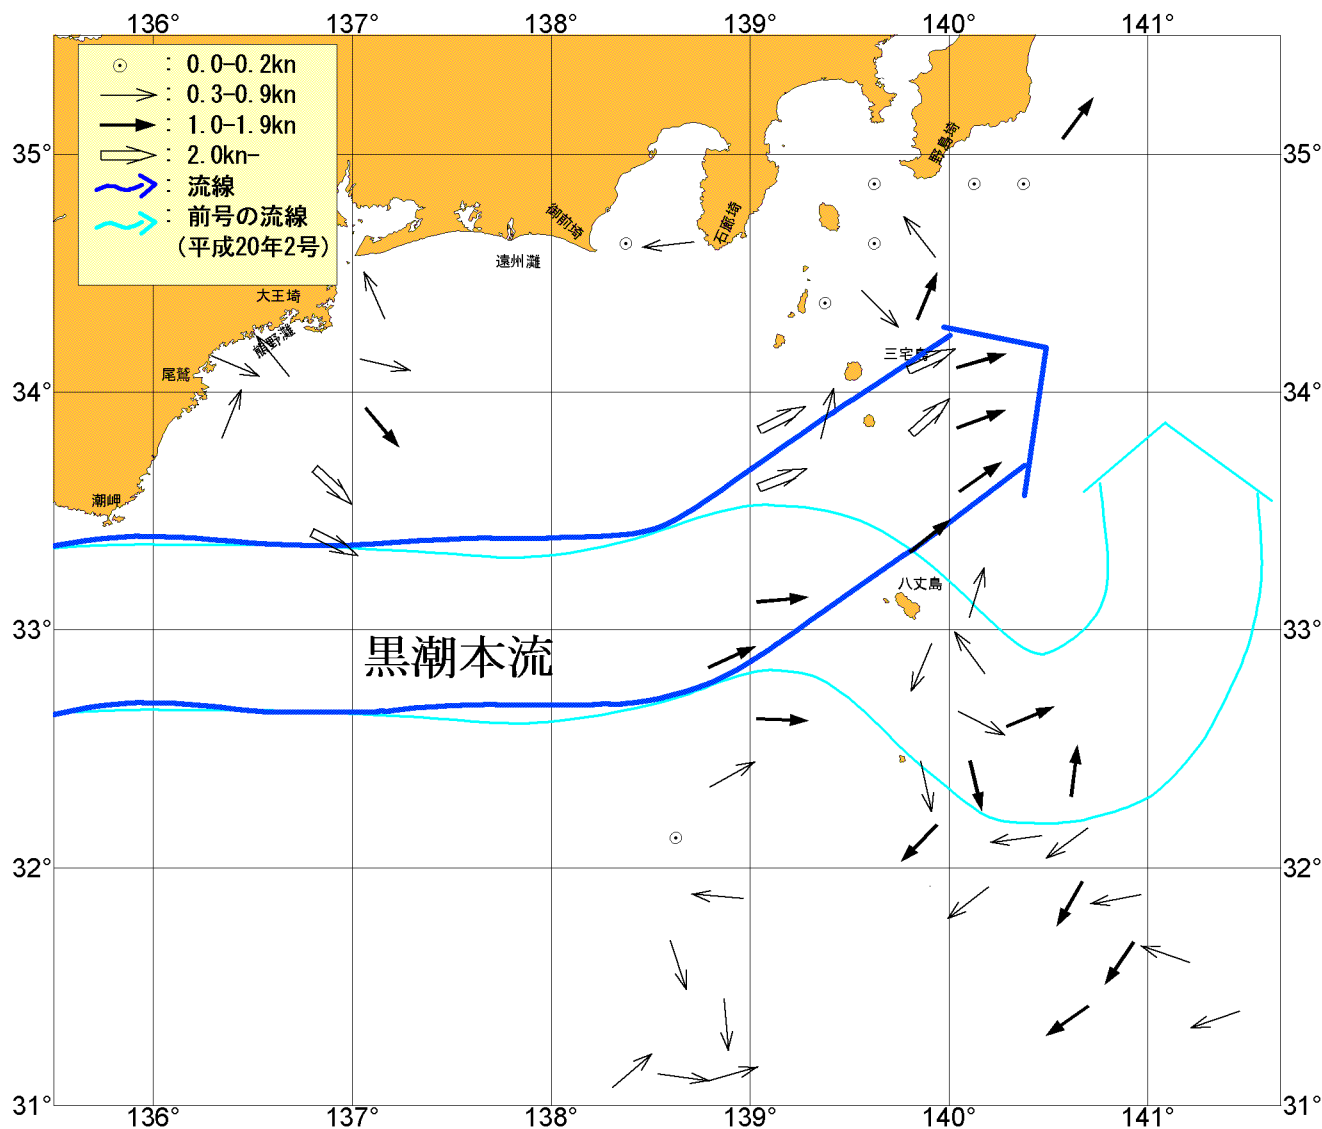 136° 137° 138° 139° 140° 141°
: 0.0-0.2kn
: 0.3-0.9kn
: 1.0-1.9kn
: 2.0kn-
: 流線
: 前号の流線
(平成20年2号)
35° 35°
野島埼
石廊埼
御前埼
遠州灘
大王埼
熊野灘
三宅島
尾鷲
34° 34°
潮岬
八丈島
33° 33°
黒潮本流
32° 32°
31° 31°
136° 137° 138° 139° 140° 141°